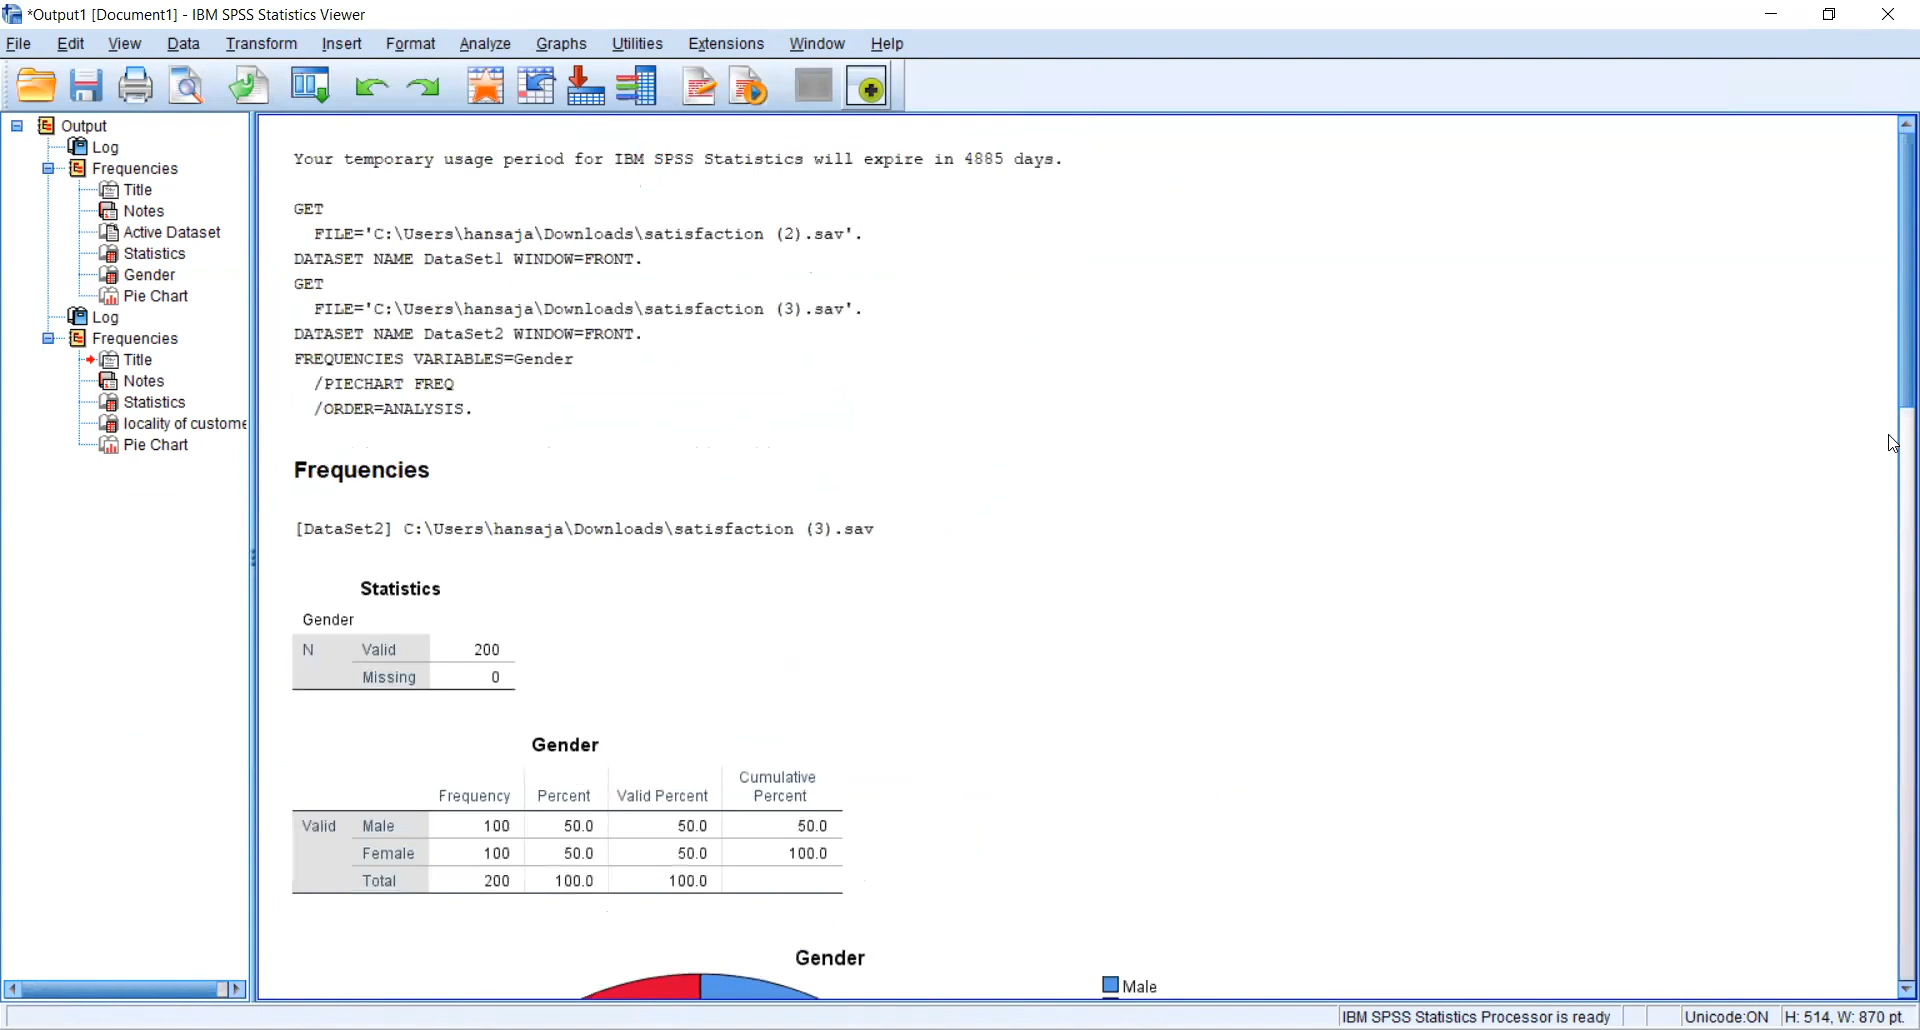 *Output1 [Document1] - IBM SPSS Statistics Viewer
File Edit View Data Transform Insert Format Analyze Graphs Utilities Extensions Window Help
Output
Log
Frequencies
Title
Notes
Active Dataset
Statistics
Gender
Pie Chart
Log
Frequencies
Title
Notes
Statistics
locality of custome
Pie Chart
Your temporary usage period for IBM SPSS Statistics will expire in 4885 days.
GET
FILE='C:\Users\hansaja\Downloads\satisfaction (2).sav'.
DATASET NAME DataSet1 WINDOW=FRONT.
GET
FILE='C:\Users\hansaja\Downloads\satisfaction (3).sav'.
DATASET NAME DataSet2 WINDOW=FRONT.
FREQUENCIES VARIABLES=Gender
/PIECHART FREQ
/ORDER=ANALYSIS.
Frequencies
[DataSet2] C:\Users\hansaja\Downloads\satisfaction (3).sav
Statistics
Gender
N Valid 200
Missing 0
Gender
Frequency Percent Valid Percent Cumulative Percent
Valid Male 100 50.0 50.0 50.0
Female 100 50.0 50.0 100.0
Total 200 100.0 100.0
Gender
Male
IBM SPSS Statistics Processor is ready Unicode:ON H: 514, W: 870 pt.